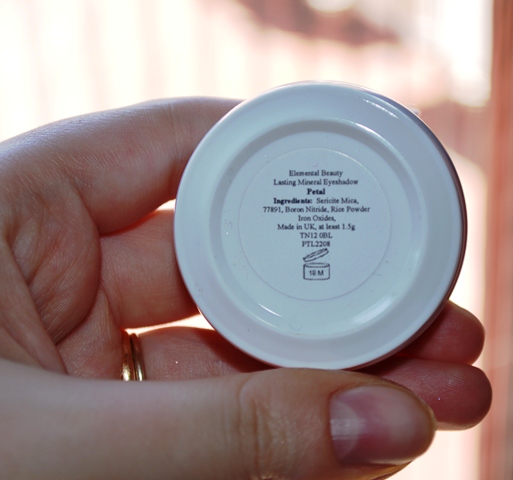 Elemental Beauty
Lasting Mineral Eyeshadow
Petal
Ingredients: Sericite Mica,
77891, Boron Nitride, Rice Powder
Iron Oxides,
Made in UK, at least 1.5g
TN12 0BL
PTL2208
18 M